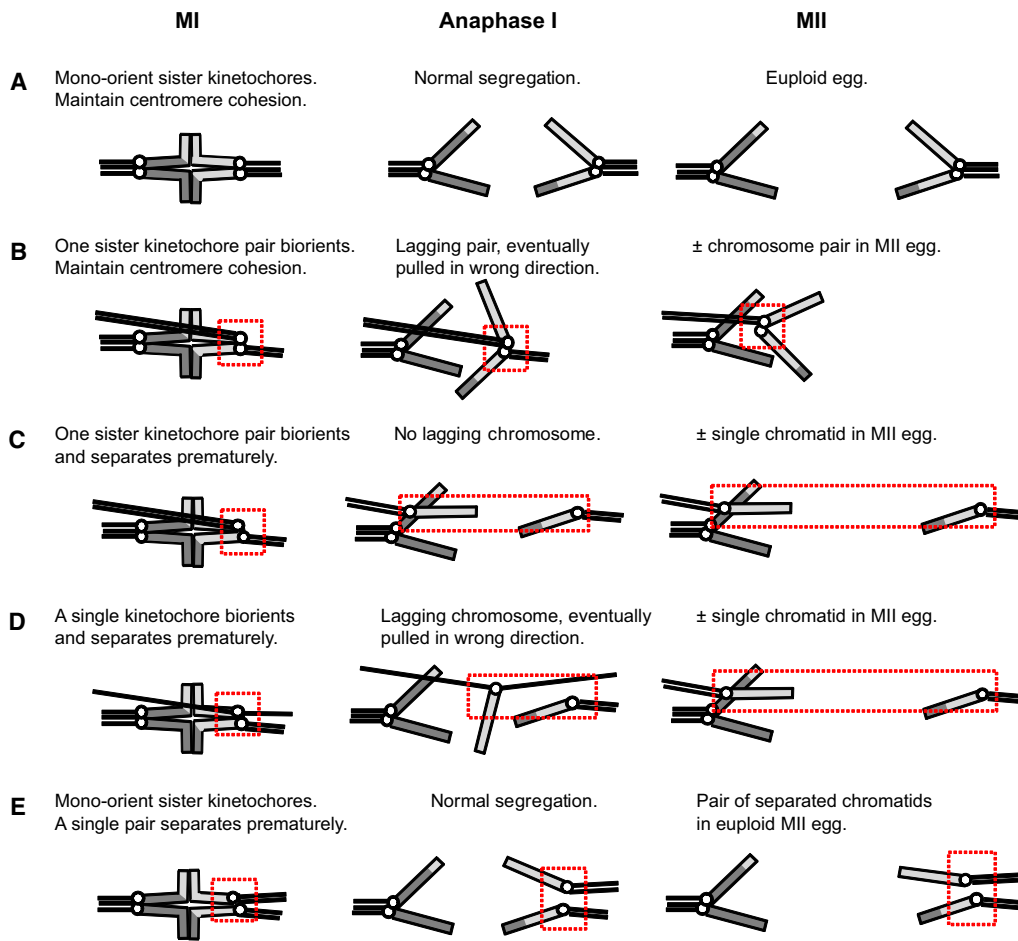 MI Anaphase I MII
A
Mono-orient sister kinetochores.
Maintain centromere cohesion.
Normal segregation.
Euploid egg.
B
One sister kinetochore pair biorients.
Maintain centromere cohesion.
Lagging pair, eventually
pulled in wrong direction.
± chromosome pair in MII egg.
C
One sister kinetochore pair biorients
and separates prematurely.
No lagging chromosome.
± single chromatid in MII egg.
D
A single kinetochore biorients
and separates prematurely.
Lagging chromosome, eventually
pulled in wrong direction.
± single chromatid in MII egg.
E
Mono-orient sister kinetochores.
A single pair separates prematurely.
Normal segregation.
Pair of separated chromatids
in euploid MII egg.